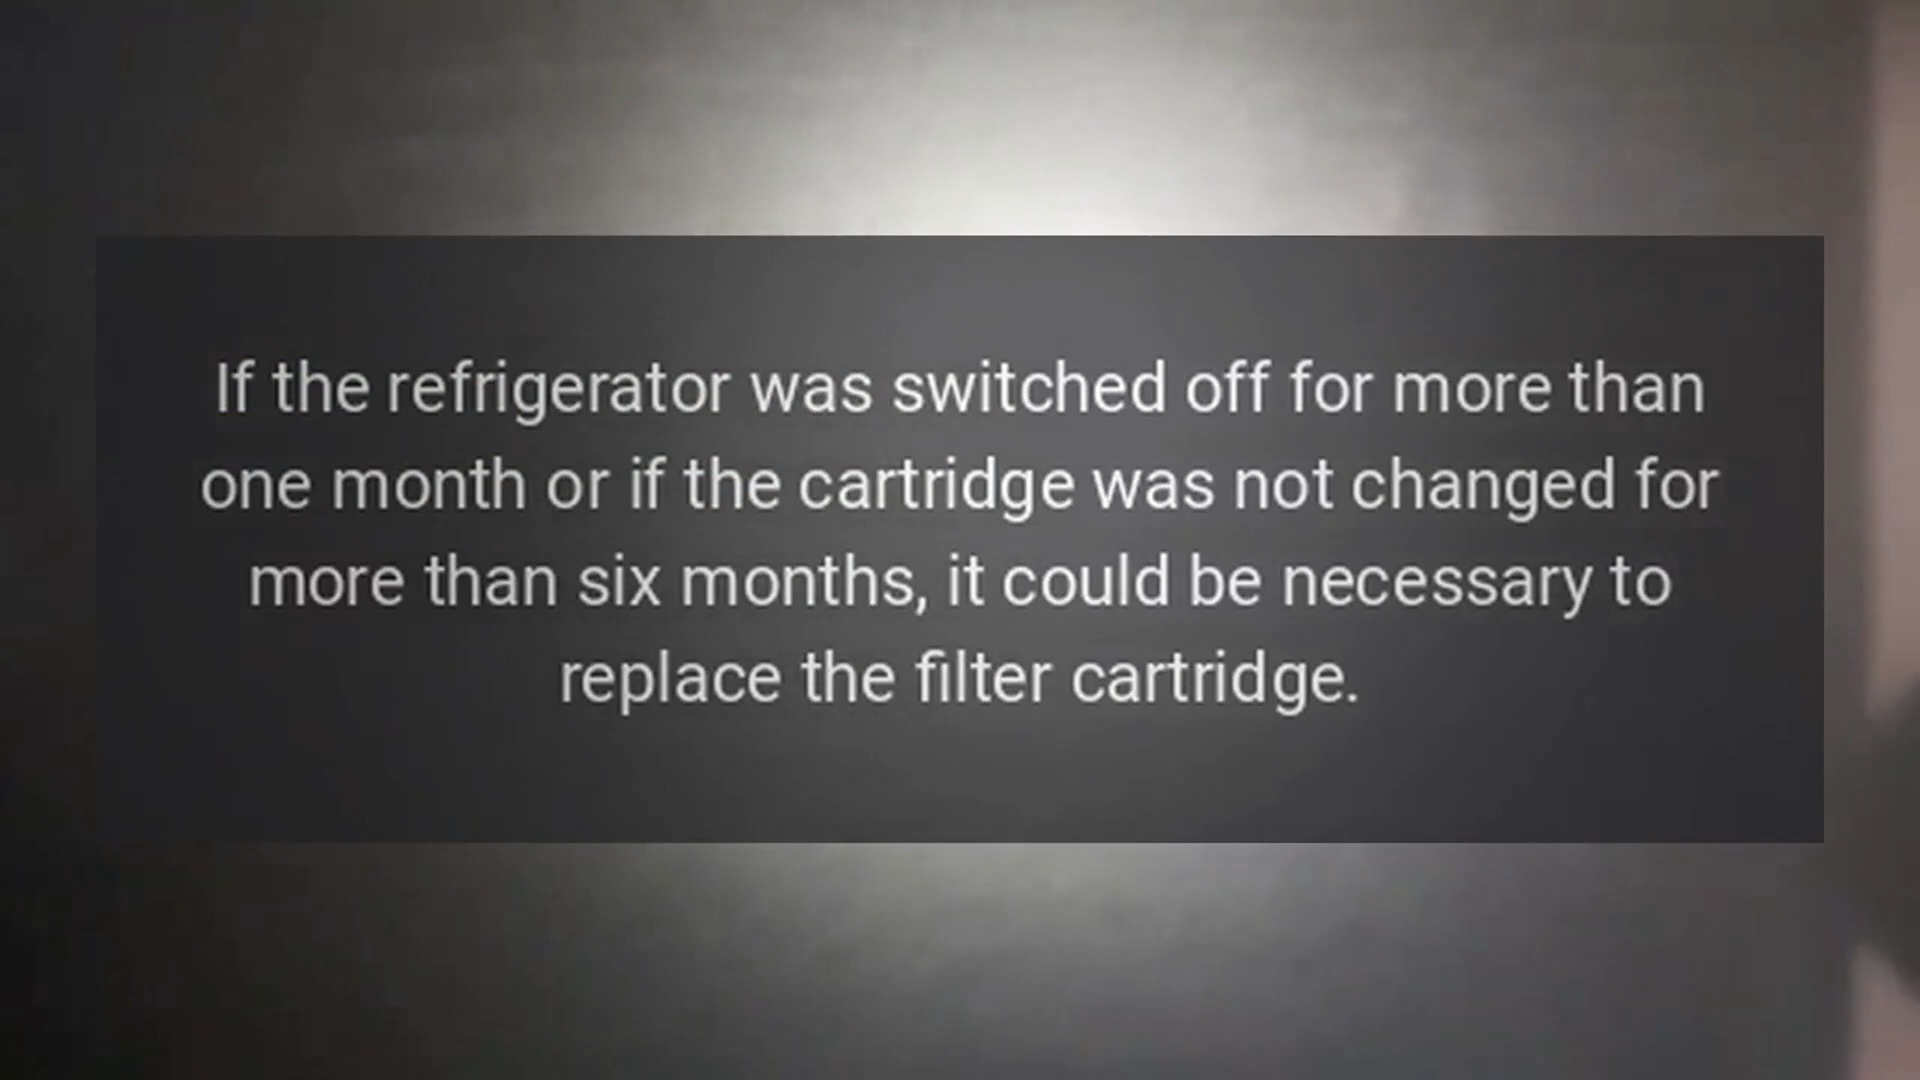 If the refrigerator was switched off for more than
one month or if the cartridge was not changed for
more than six months, it could be necessary to
replace the filter cartridge.